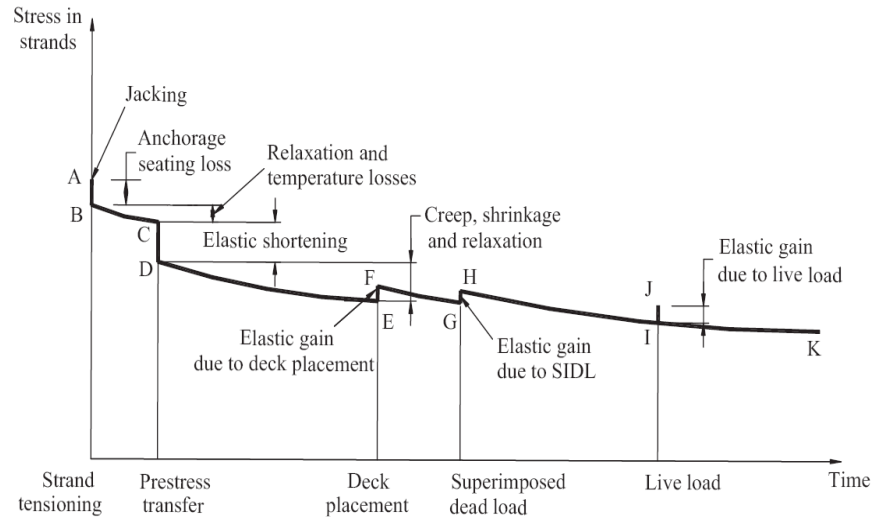 Stress in
strands
Jacking
Anchorage
seating loss
Relaxation and
temperature losses
A
B
C
Elastic shortening
D
Creep, shrinkage
and relaxation
F
H
E
G
Elastic gain
due to deck placement
Elastic gain
due to SIDL
Elastic gain
due to live load
J
I
K
Strand
tensioning
Prestress
transfer
Deck
placement
Superimposed
dead load
Live load
Time